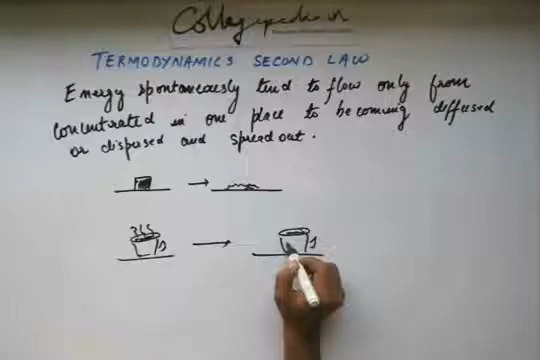 Collegepedia.in
TERMODYNAMICS SECOND LAW
Energy spontaneously tend to flow only from
concentrated in one place to becoming diffused
or dispused and spread out.